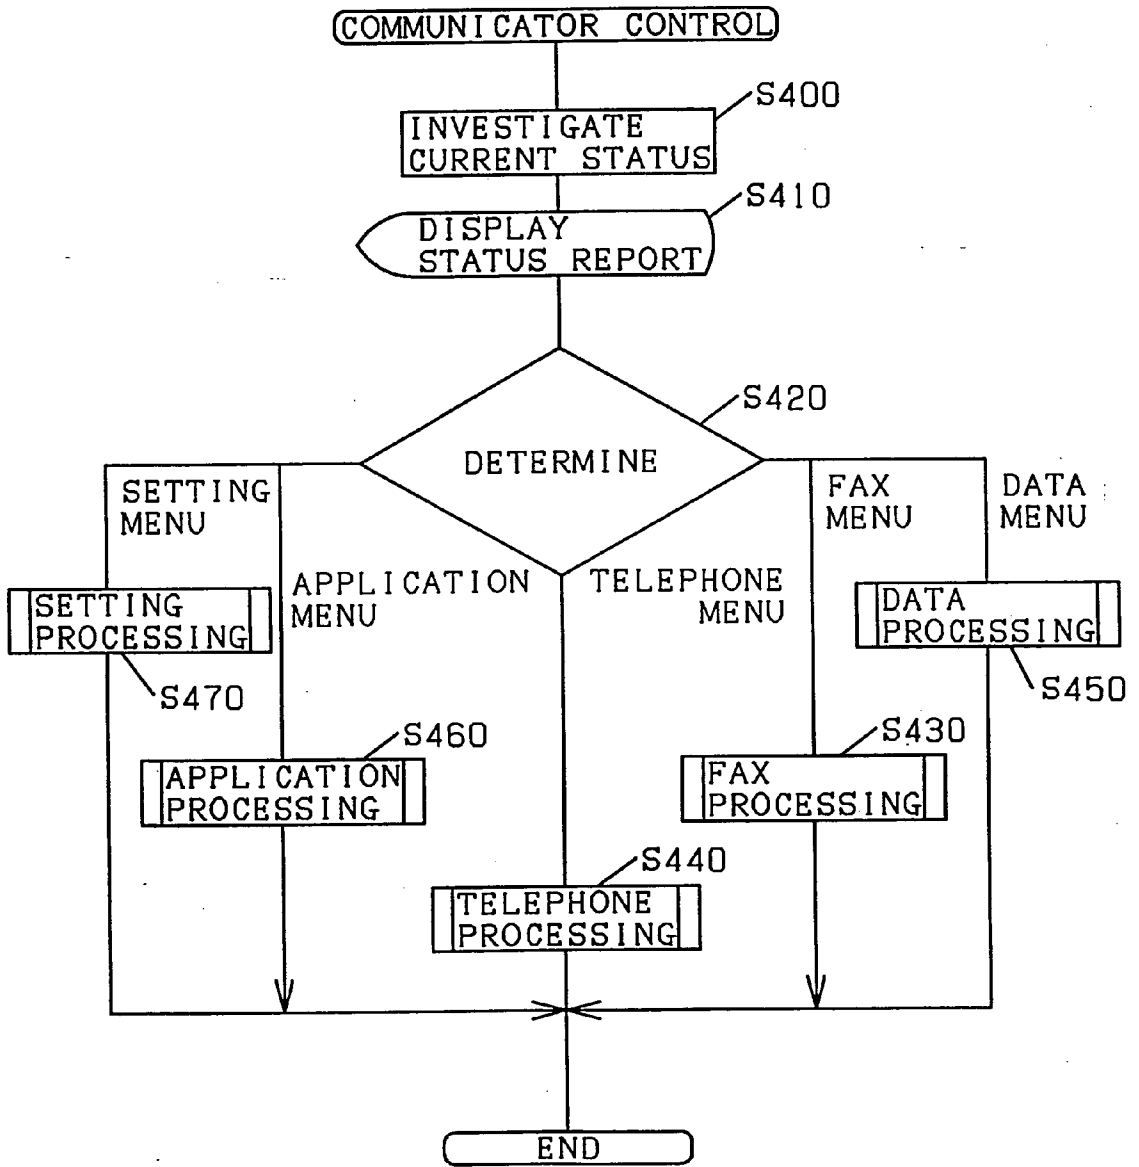 COMMUNICATOR CONTROL
S400
INVESTIGATE
CURRENT STATUS
S410
DISPLAY
STATUS REPORT
S420
DETERMINE
SETTING
MENU
FAX
MENU
DATA
MENU
APPLICATION
MENU
TELEPHONE
MENU
SETTING
PROCESSING
DATA
PROCESSING
S470
S450
S460
S430
APPLICATION
PROCESSING
FAX
PROCESSING
S440
TELEPHONE
PROCESSING
END